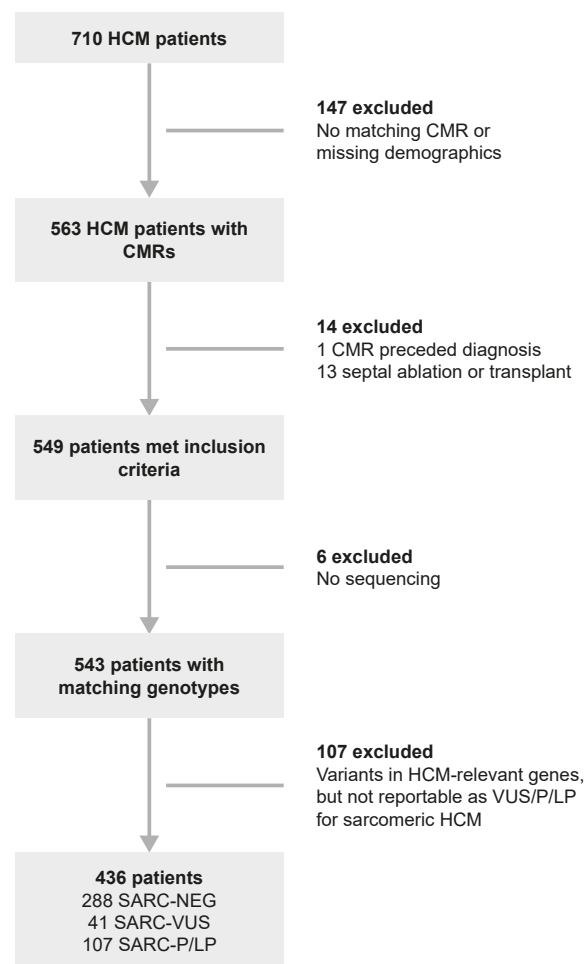 710 HCM patients
147 excluded
No matching CMR or
missing demographics
563 HCM patients with
CMRs
14 excluded
1 CMR preceded diagnosis
13 septal ablation or transplant
549 patients met inclusion
criteria
6 excluded
No sequencing
543 patients with
matching genotypes
107 excluded
Variants in HCM-relevant genes,
but not reportable as VUS/P/LP
for sarcomeric HCM
436 patients
288 SARC-NEG
41 SARC-VUS
107 SARC-P/LP